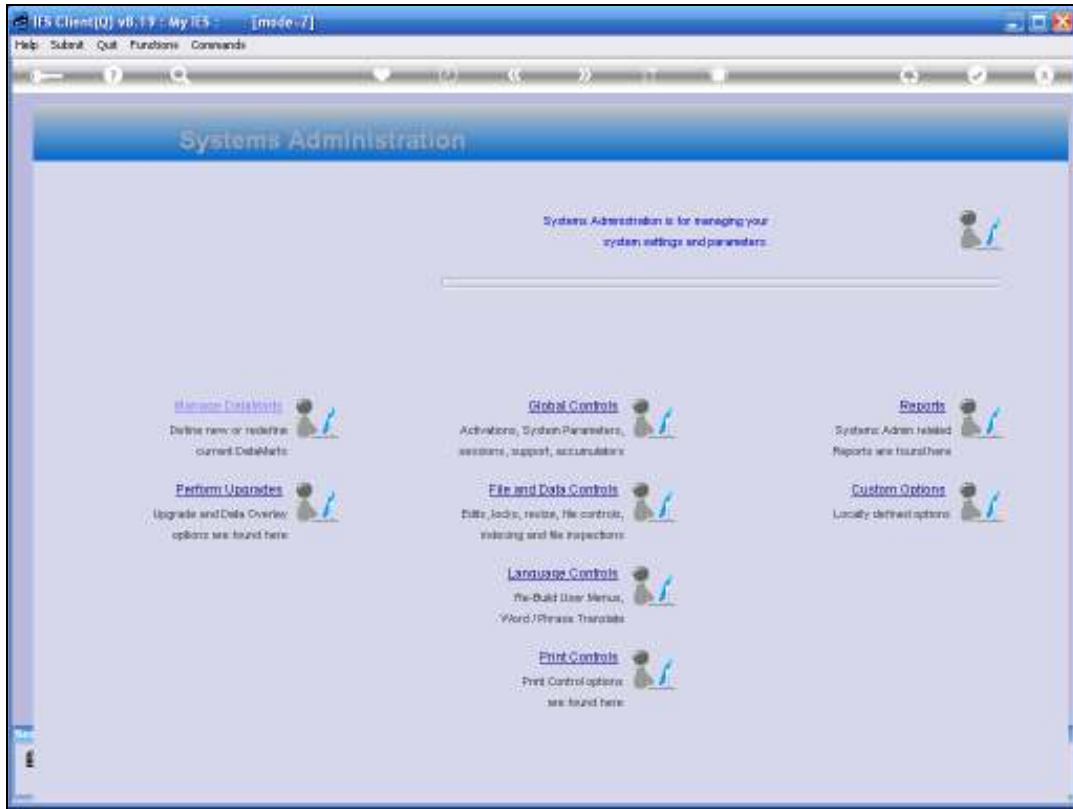 IES Client(Q) v8.19 : My IES : [mode-7]
Help Submit Quit Functions Commands
Systems Administration
Systems Administration is for managing your
system settings and parameters.
Manage DataMarts
Define new or redefine
current DataMarts
Global Controls
Activations, System Parameters,
sessions, support, accumulators
Reports
Systems Admin related
Reports are found here
Perform Upgrades
Upgrade and Data Overlay
options are found here
File and Data Controls
Edits, locks, resize, file controls,
indexing and file inspections
Custom Options
Locally defined options
Language Controls
Re-Build User Menus,
Word / Phrase Translate
Print Controls
Print Control options
are found here